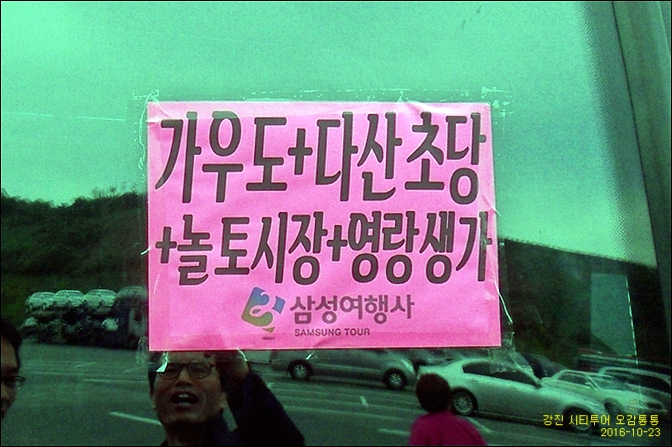 가우도+다산초당
+놀토시장+영랑생가
삼성여행사
SAMSUNG TOUR
강진 시티투어 오감통통
2016-10-23